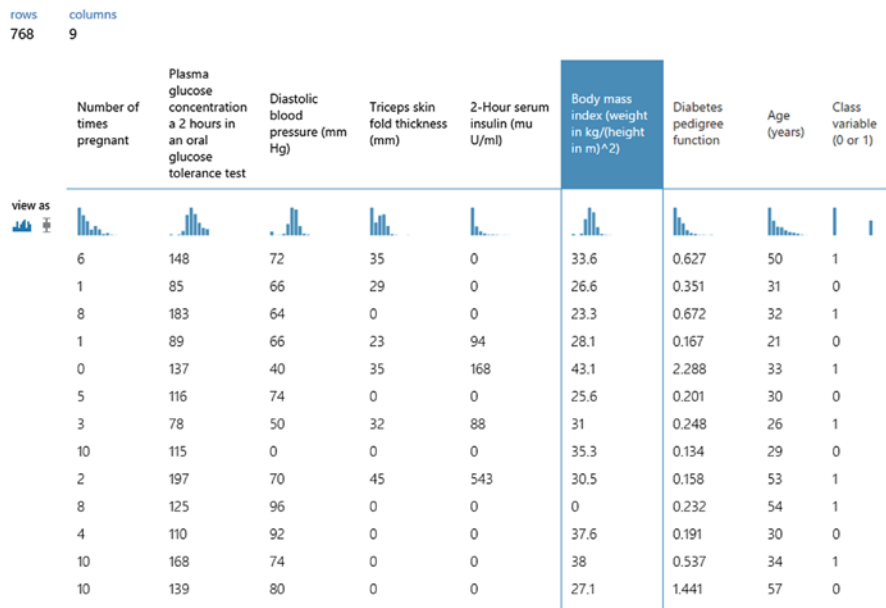 rows columns
768 9
Number of times pregnant
Plasma glucose concentration a 2 hours in an oral glucose tolerance test
Diastolic blood pressure (mm Hg)
Triceps skin fold thickness (mm)
2-Hour serum insulin (mu U/ml)
Body mass index (weight in kg/(height in m)^2)
Diabetes pedigree function
Age (years)
Class variable (0 or 1)
view as
6 148 72 35 0 33.6 0.627 50 1
1 85 66 29 0 26.6 0.351 31 0
8 183 64 0 0 23.3 0.672 32 1
1 89 66 23 94 28.1 0.167 21 0
0 137 40 35 168 43.1 2.288 33 1
5 116 74 0 0 25.6 0.201 30 0
3 78 50 32 88 31 0.248 26 1
10 115 0 0 0 35.3 0.134 29 0
2 197 70 45 543 30.5 0.158 53 1
8 125 96 0 0 0 0.232 54 1
4 110 92 0 0 37.6 0.191 30 0
10 168 74 0 0 38 0.537 34 1
10 139 80 0 0 27.1 1.441 57 0